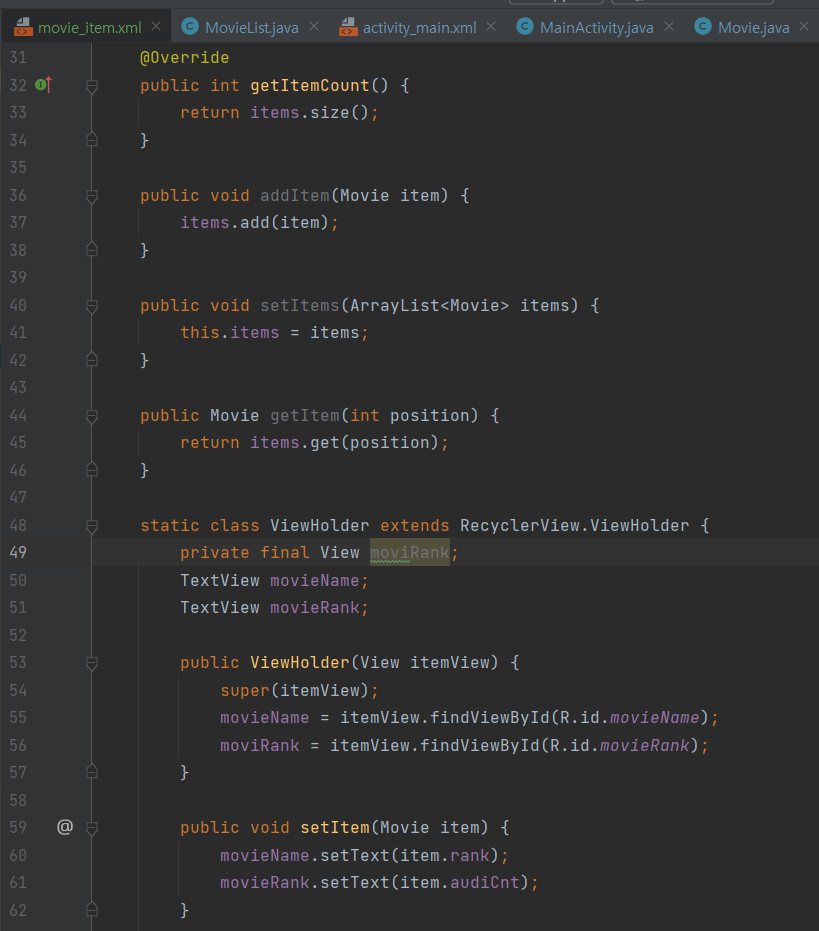 movie_item.xml MovieList.java activity_main.xml MainActivity.java Movie.java
31 @Override
32 public int getItemCount() {
33 return items.size();
34 }
35
36 public void addItem(Movie item) {
37 items.add(item);
38 }
39
40 public void setItems(ArrayList<Movie> items) {
41 this.items = items;
42 }
43
44 public Movie getItem(int position) {
45 return items.get(position);
46 }
47
48 static class ViewHolder extends RecyclerView.ViewHolder {
49 private final View moviRank;
50 TextView movieName;
51 TextView movieRank;
52
53 public ViewHolder(View itemView) {
54 super(itemView);
55 movieName = itemView.findViewById(R.id.movieName);
56 moviRank = itemView.findViewById(R.id.movieRank);
57 }
58
59 @ public void setItem(Movie item) {
60 movieName.setText(item.rank);
61 movieRank.setText(item.audiCnt);
62 }